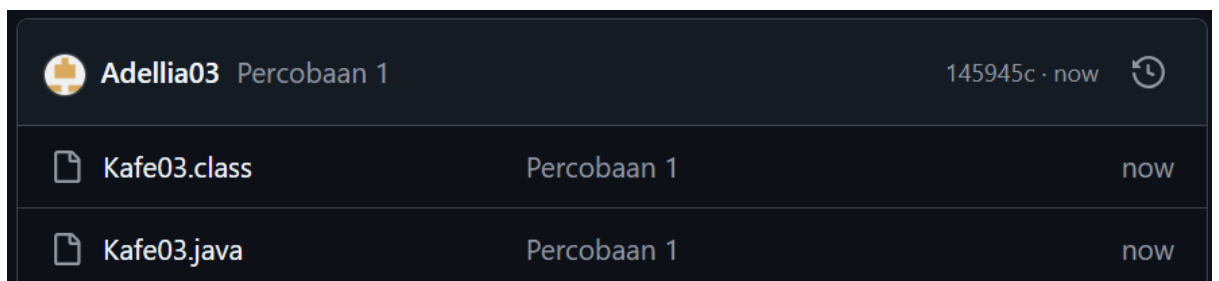 Adellia03 Percobaan 1 145945c · now
Kafe03.class Percobaan 1 now
Kafe03.java Percobaan 1 now